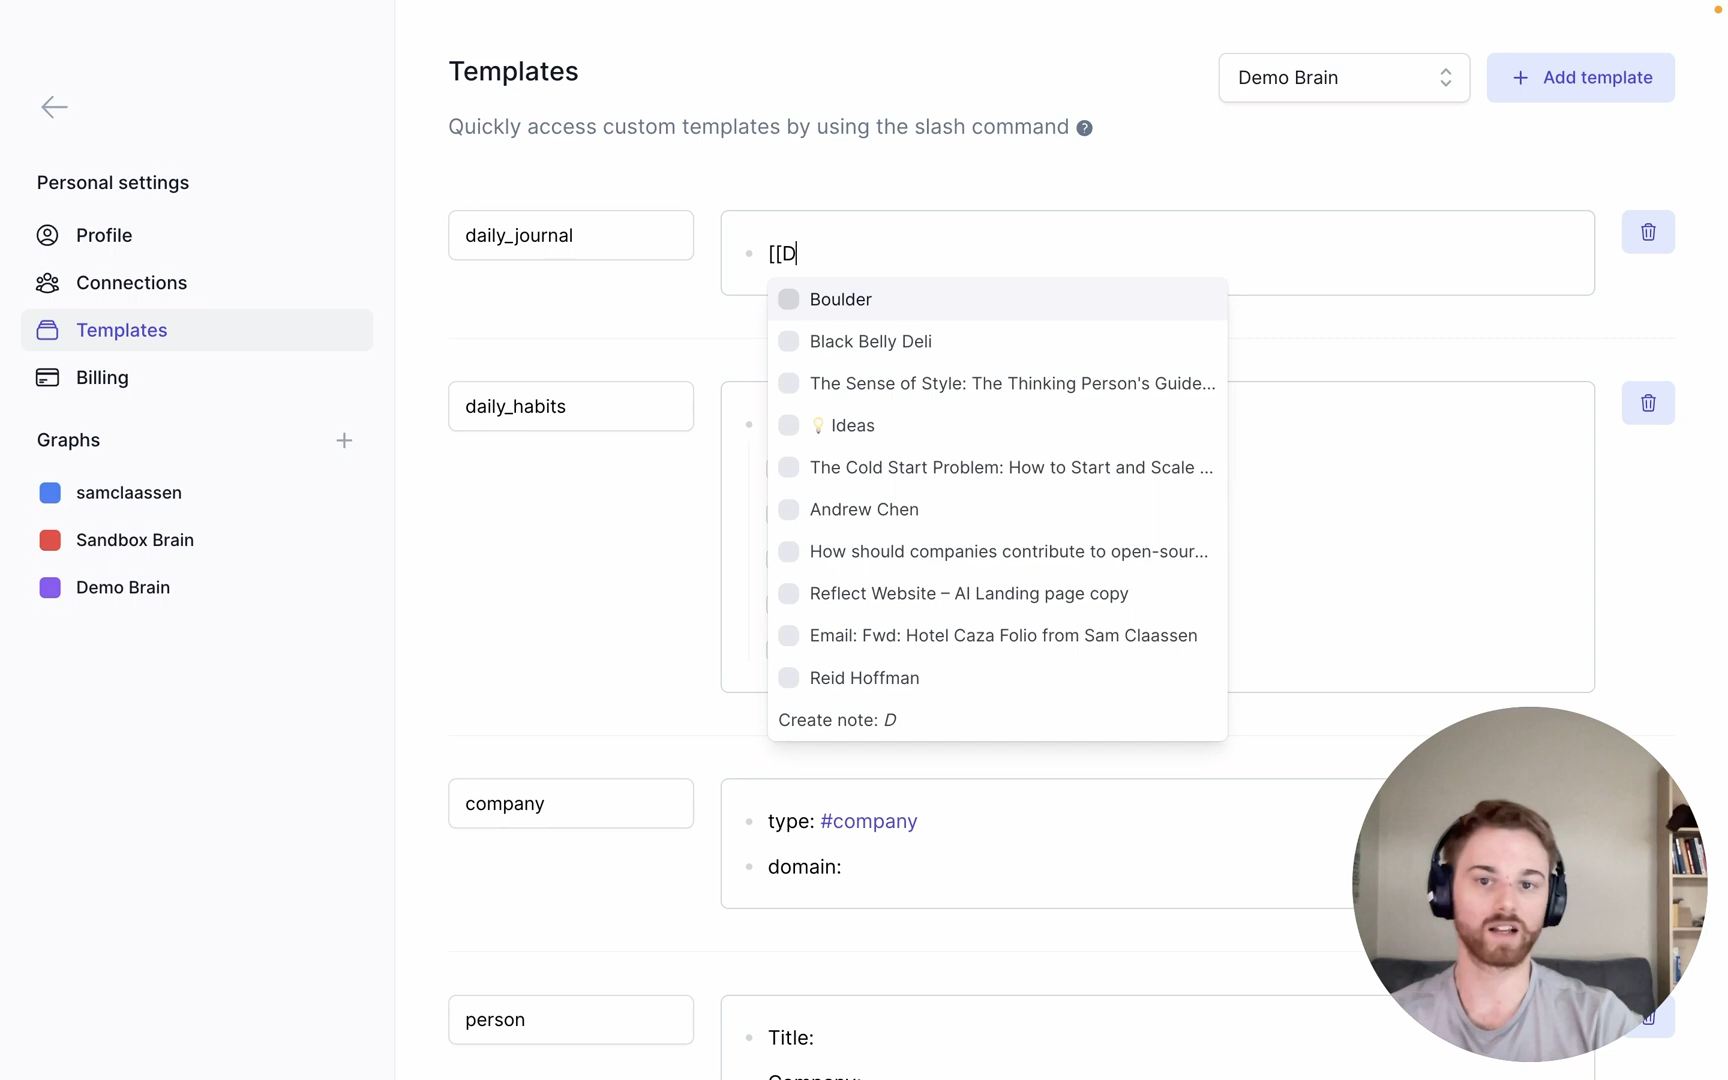 Templates
Demo Brain
Add template
Quickly access custom templates by using the slash command
Personal settings
Profile
Connections
Templates
Billing
Graphs
samclaassen
Sandbox Brain
Demo Brain
daily_journal
[[D
Boulder
Black Belly Deli
The Sense of Style: The Thinking Person's Guide...
💡 Ideas
The Cold Start Problem: How to Start and Scale ...
Andrew Chen
How should companies contribute to open-sour...
Reflect Website – AI Landing page copy
Email: Fwd: Hotel Caza Folio from Sam Claassen
Reid Hoffman
Create note: D
daily_habits
company
type: #company
domain:
person
Title:
Company: